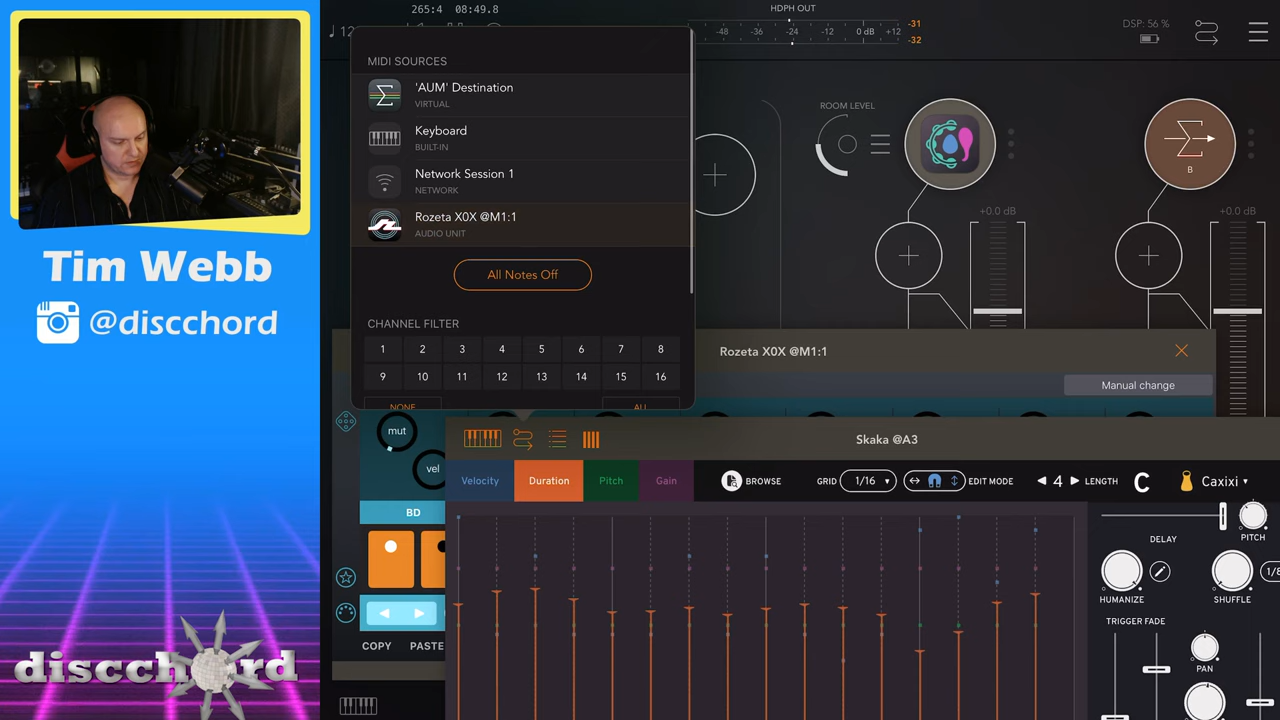 Tim Webb
@discchord
discchord
265:4 08:49.8
HDPH OUT
-48 -36 -24 -12 0 dB +12
-31
-32
DSP: 56 %
MIDI SOURCES
'AUM' Destination
VIRTUAL
Keyboard
BUILT-IN
Network Session 1
NETWORK
Rozeta X0X @M1:1
AUDIO UNIT
All Notes Off
CHANNEL FILTER
1 2 3 4 5 6 7 8
9 10 11 12 13 14 15 16
ROOM LEVEL
B
+0.0 dB
+0.0 dB
Rozeta X0X @M1:1
Manual change
mut
vel
BD
COPY PASTE
Skaka @A3
Velocity Duration Pitch Gain
BROWSE GRID 1/16 EDIT MODE 4 LENGTH C Caxixi
PITCH
DELAY
HUMANIZE SHUFFLE
TRIGGER FADE
PAN